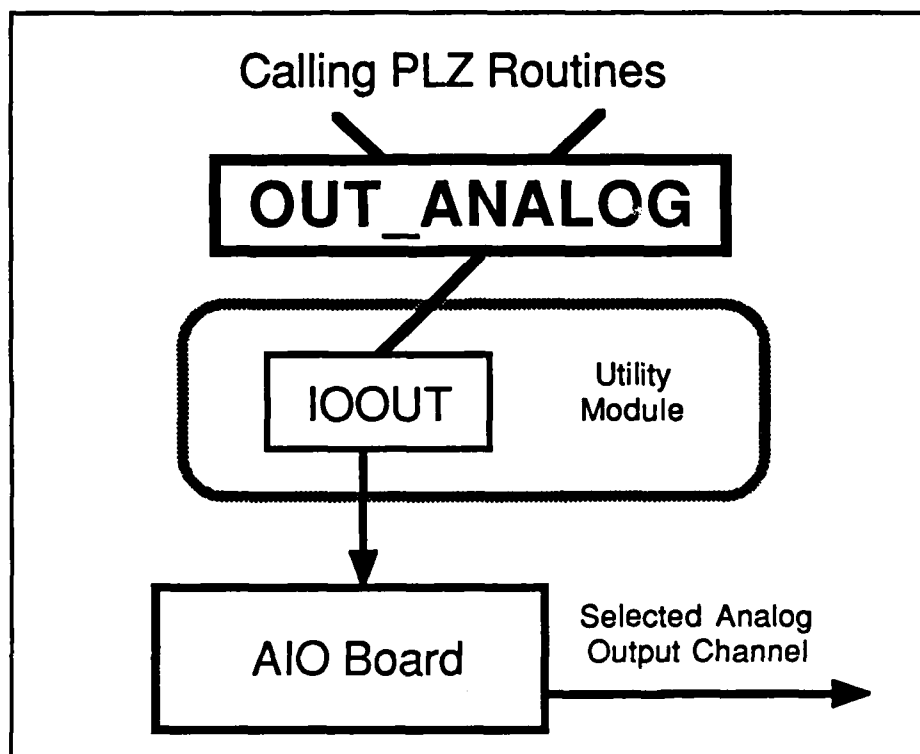 Calling PLZ Routines
OUT_ANALOG
IOOUT
Utility
Module
AIO Board
Selected Analog
Output Channel